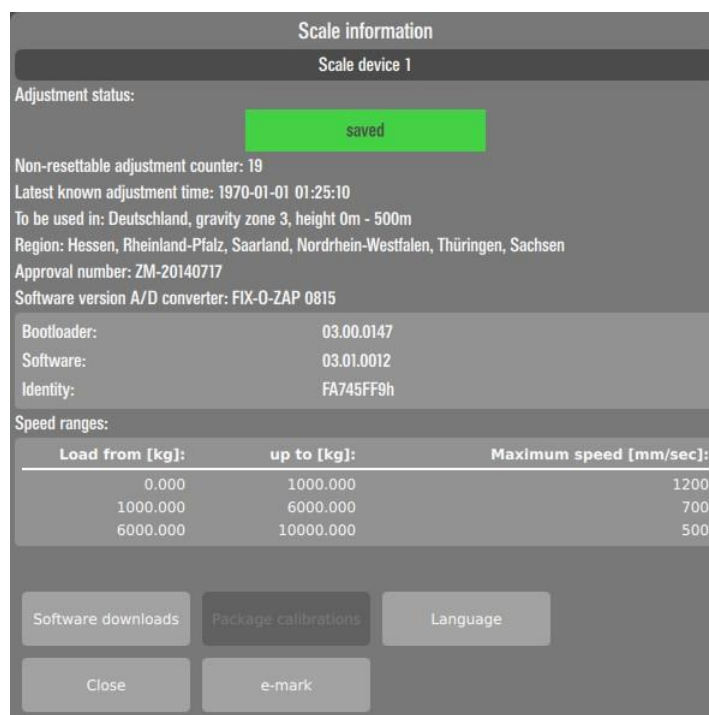 Scale information
Scale device 1
Adjustment status:
saved
Non-resettable adjustment counter: 19
Latest known adjustment time: 1970-01-01 01:25:10
To be used in: Deutschland, gravity zone 3, height 0m - 500m
Region: Hessen, Rheinland-Pfalz, Saarland, Nordrhein-Westfalen, Thüringen, Sachsen
Approval number: ZM-20140717
Software version A/D converter: FIX-O-ZAP 0815
Bootloader: 03.00.0147
Software: 03.01.0012
Identity: FA745FF9h
Speed ranges:
Load from [kg]: up to [kg]: Maximum speed [mm/sec]:
0.000 1000.000 1200
1000.000 6000.000 700
6000.000 10000.000 500
Software downloads Package calibrations Language
Close e-mark